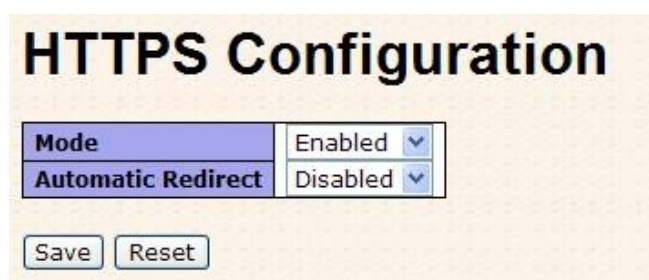 HTTPS Configuration
Mode Enabled
Automatic Redirect Disabled
Save Reset